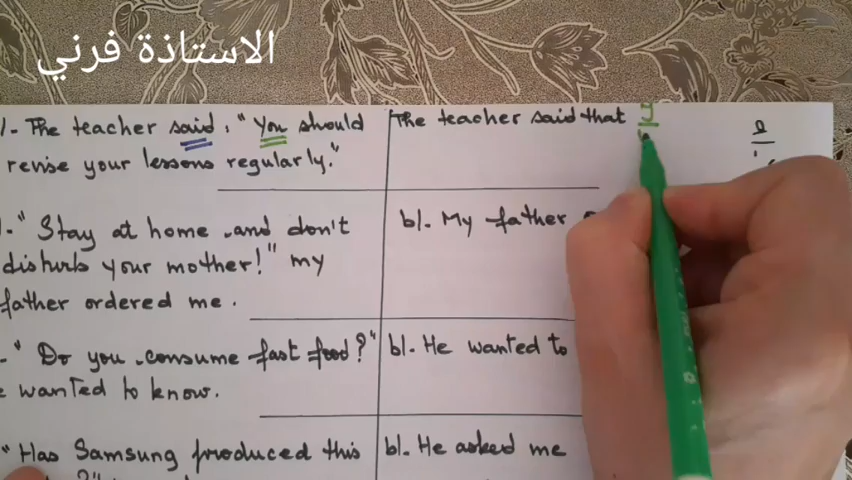 الاستاذة فرني
/- The teacher said: "You should
revise your lessons regularly."
The teacher said that
"Stay at home and don't
disturb your mother!" my
father ordered me.
b/. My father
"Do you consume fast food?"
wanted to know.
b/. He wanted to
"Has Samsung produced this
b/. He asked me